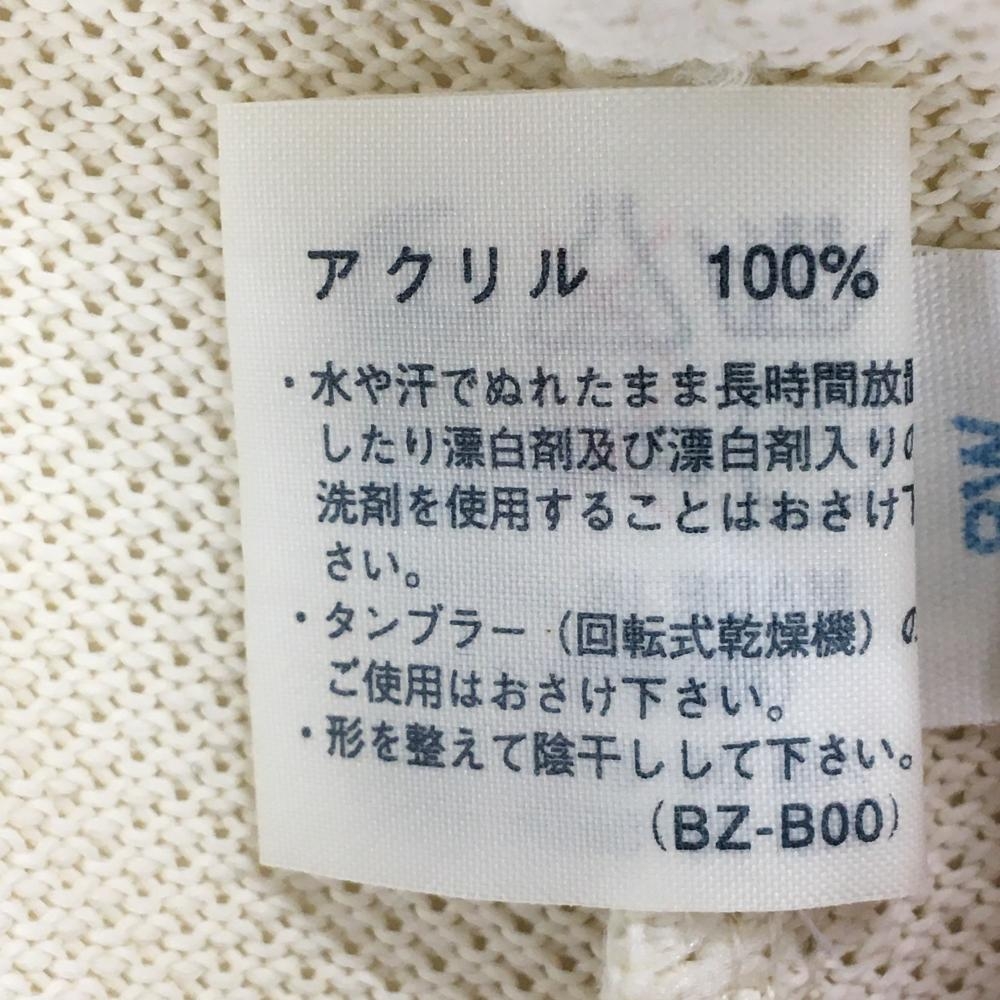 アクリル 100%
・水や汗でぬれたまま長時間放置
したり漂白剤及び漂白剤入りの
洗剤を使用することはおさけ下
さい。
・タンブラー（回転式乾燥機）の
ご使用はおさけ下さい。
・形を整えて陰干しして下さい。
(BZ-B00)